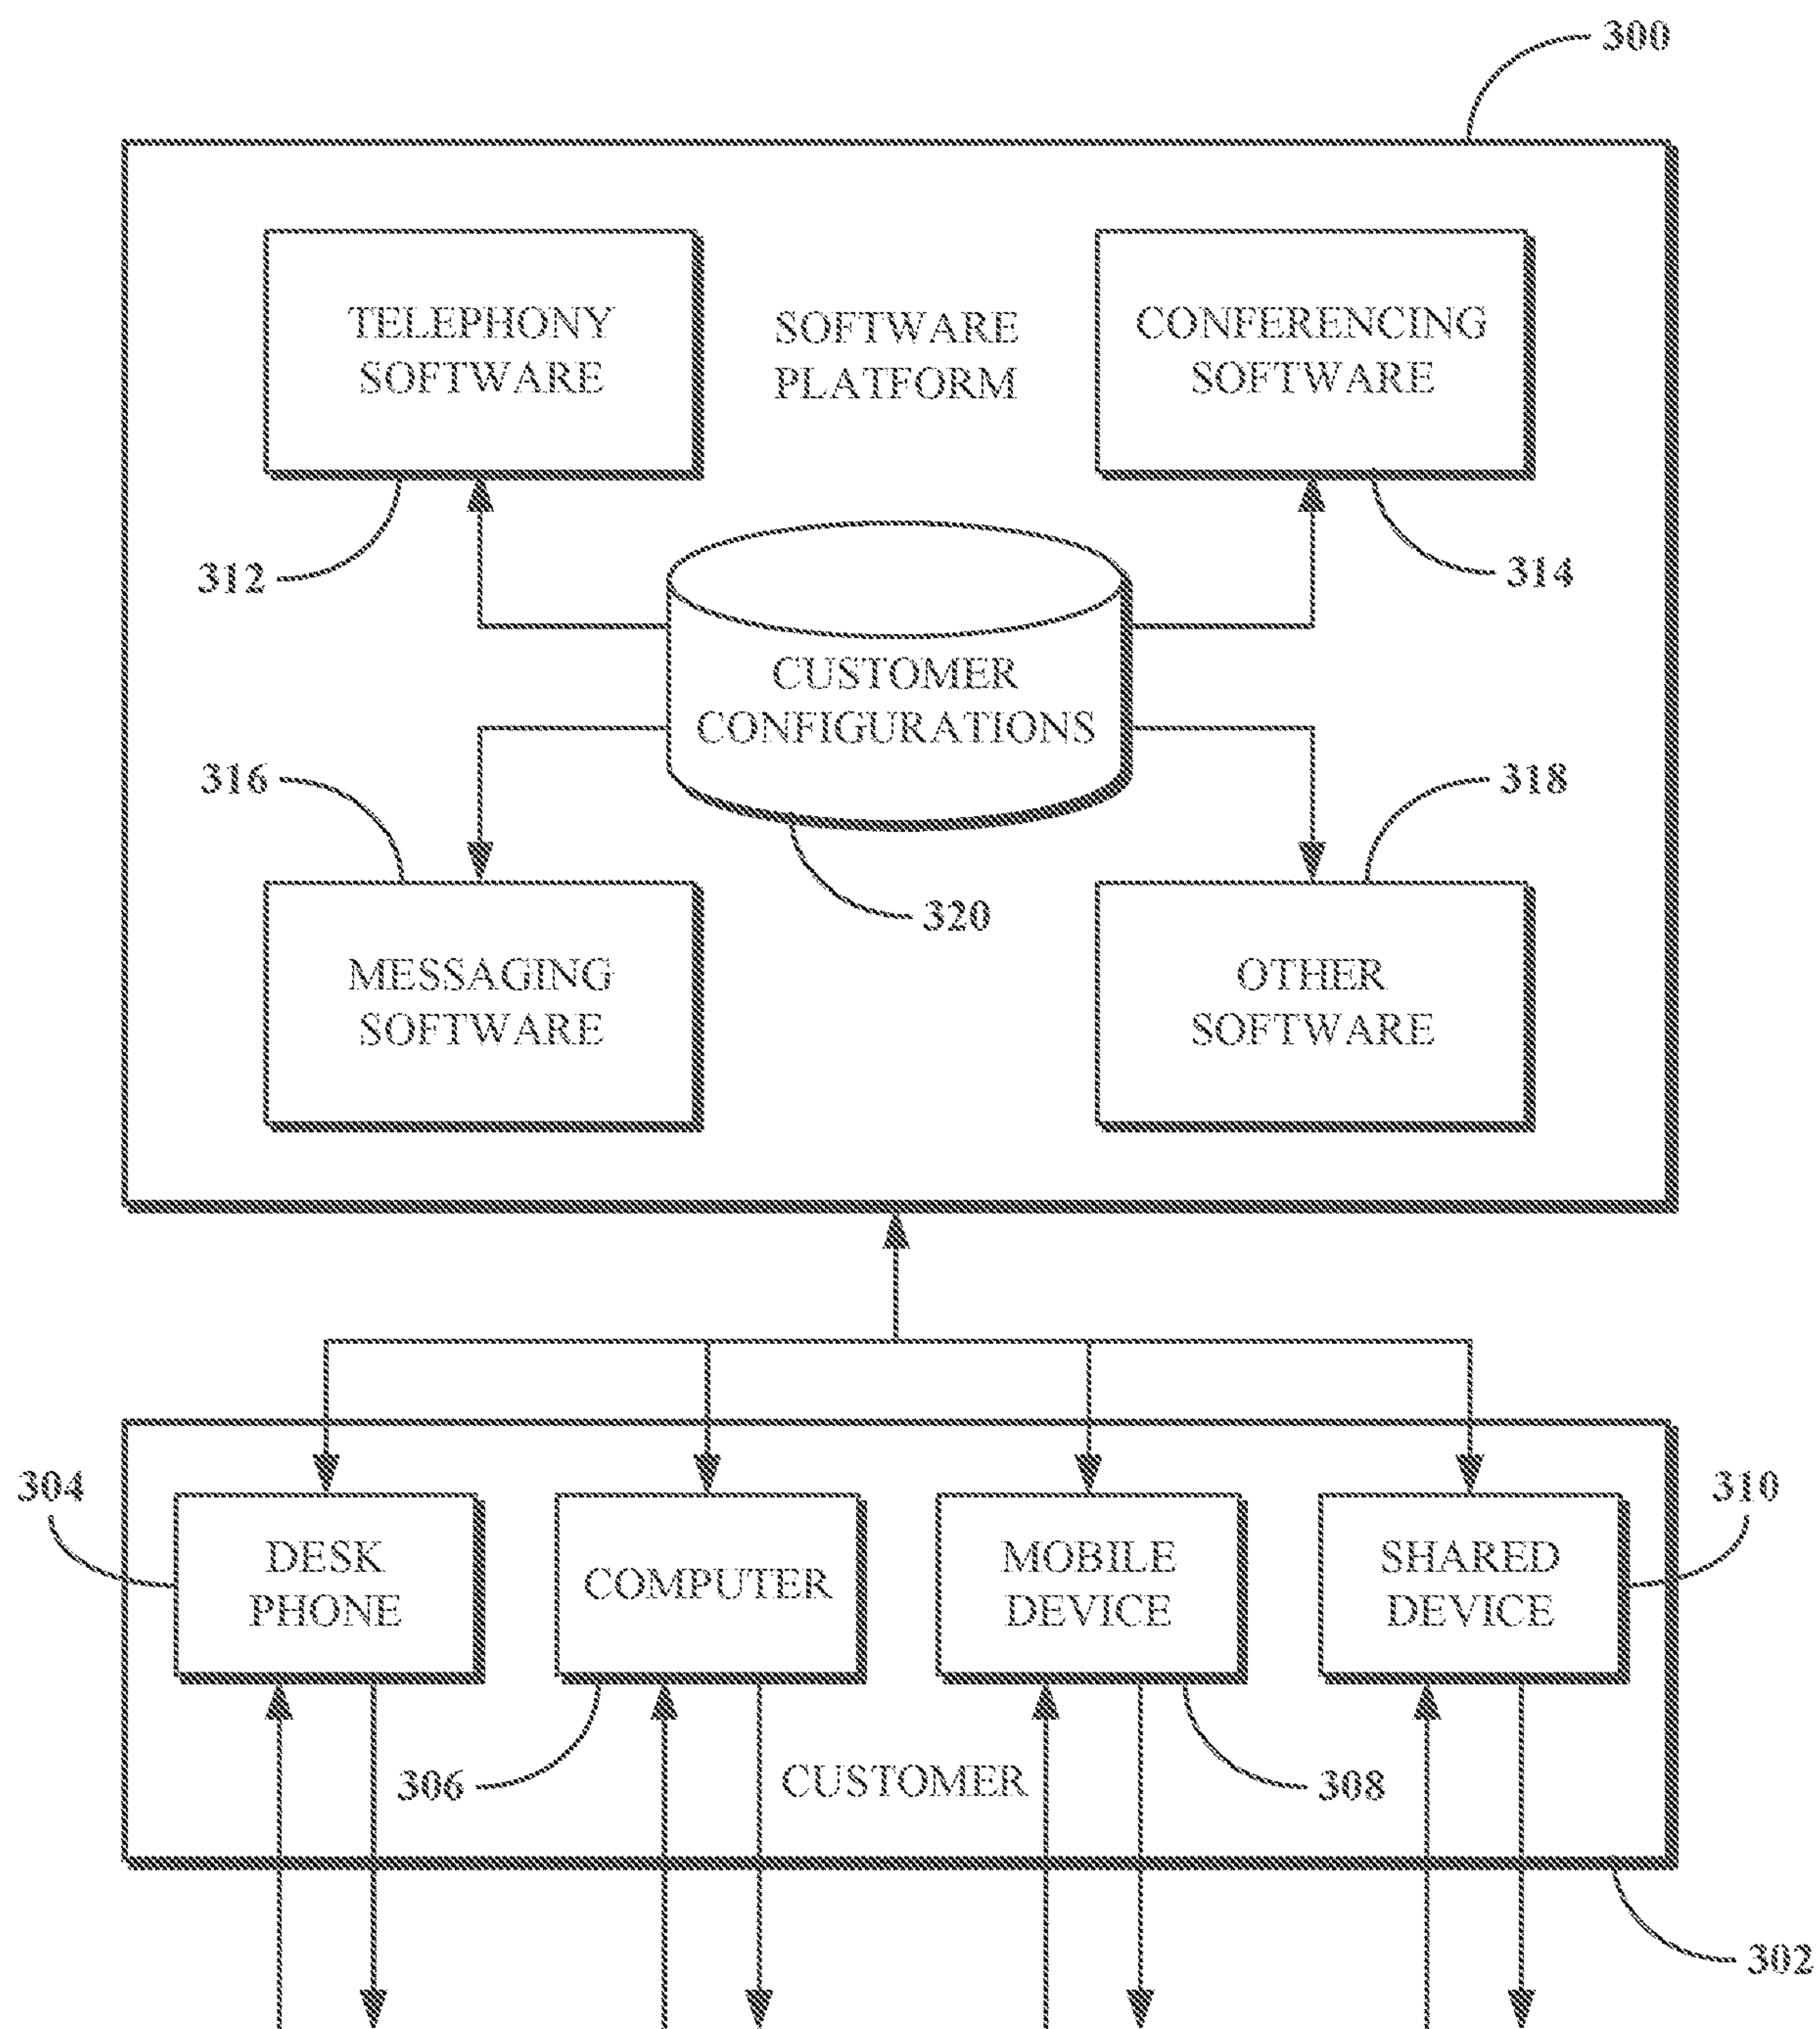 300
TELEPHONY
SOFTWARE
SOFTWARE
PLATFORM
CONFERENCING
SOFTWARE
312
314
CUSTOMER
CONFIGURATIONS
316
318
320
MESSAGING
SOFTWARE
OTHER
SOFTWARE
304
310
DESK
PHONE
COMPUTER
MOBILE
DEVICE
SHARED
DEVICE
306
CUSTOMER
308
302